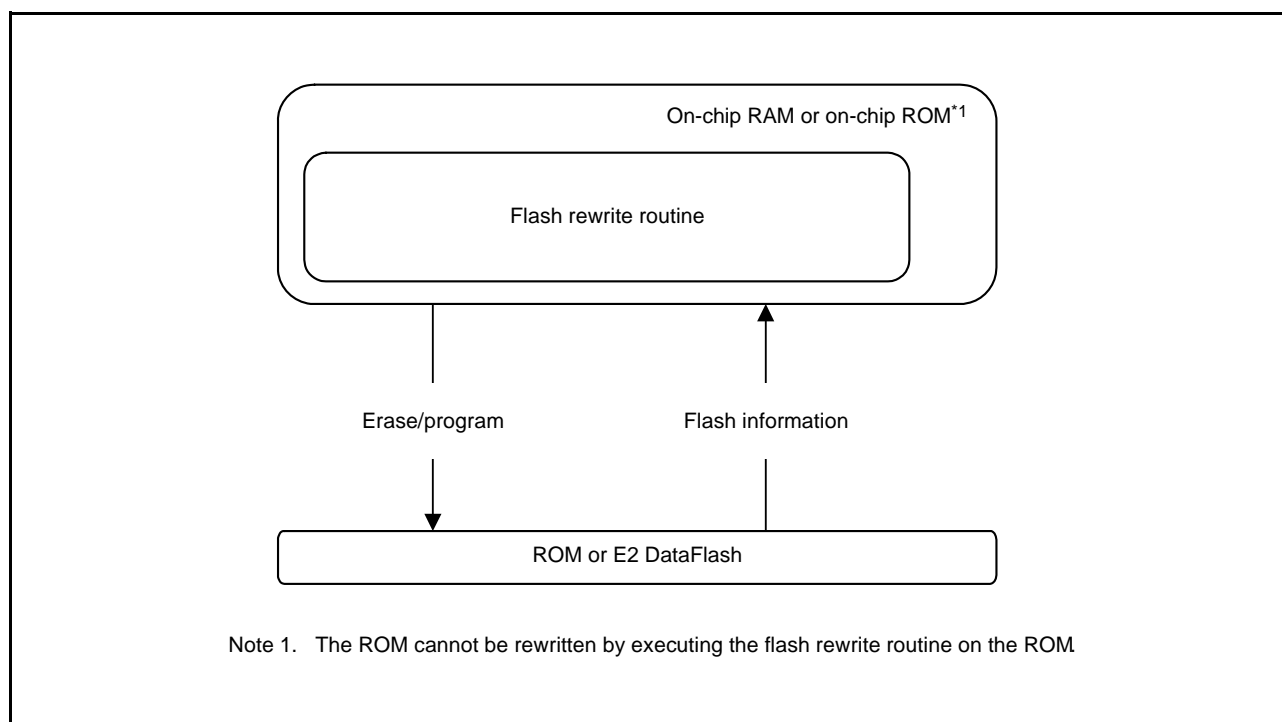 On-chip RAM or on-chip ROM*1
Flash rewrite routine
Erase/program
Flash information
ROM or E2 DataFlash
Note 1. The ROM cannot be rewritten by executing the flash rewrite routine on the ROM.